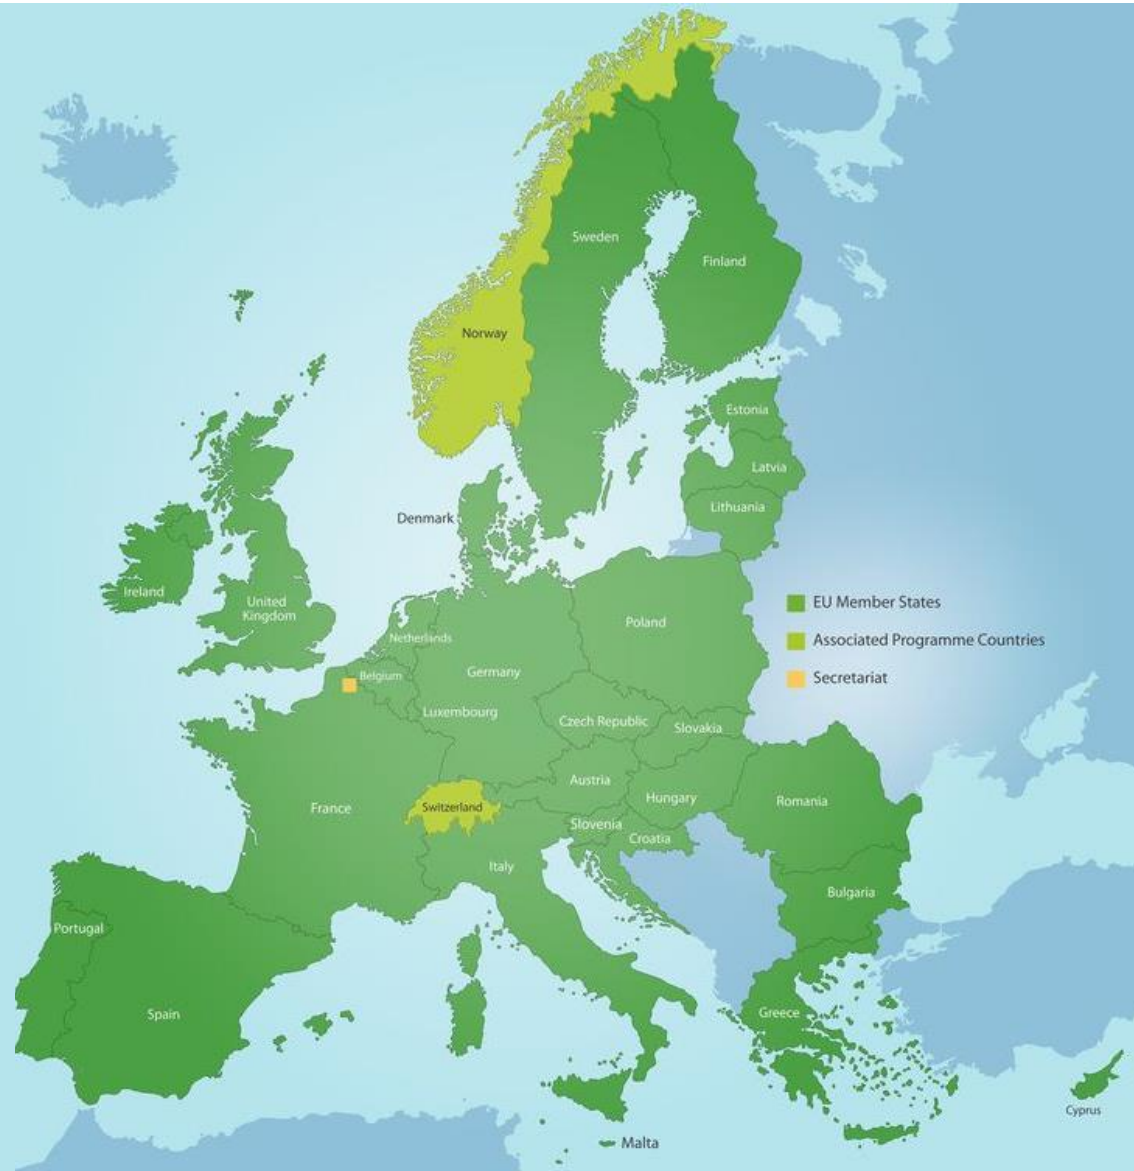 Sweden
Finland
Norway
Estonia
Latvia
Lithuania
Denmark
Ireland
United
Kingdom
Netherlands
Poland
Belgium
Germany
Luxembourg
Czech Republic
Slovakia
Austria
Hungary
France
Switzerland
Romania
Slovenia
Croatia
Italy
Bulgaria
Portugal
Spain
Greece
Cyprus
Malta
EU Member States
Associated Programme Countries
Secretariat